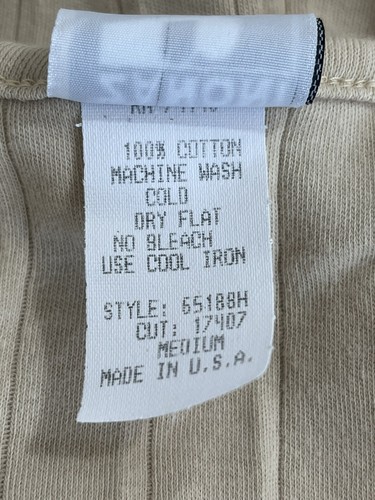 100% COTTON
MACHINE WASH
COLD
DRY FLAT
NO BLEACH
USE COOL IRON
STYLE: 65188H
CUT: 17407
MEDIUM
MADE IN U.S.A.